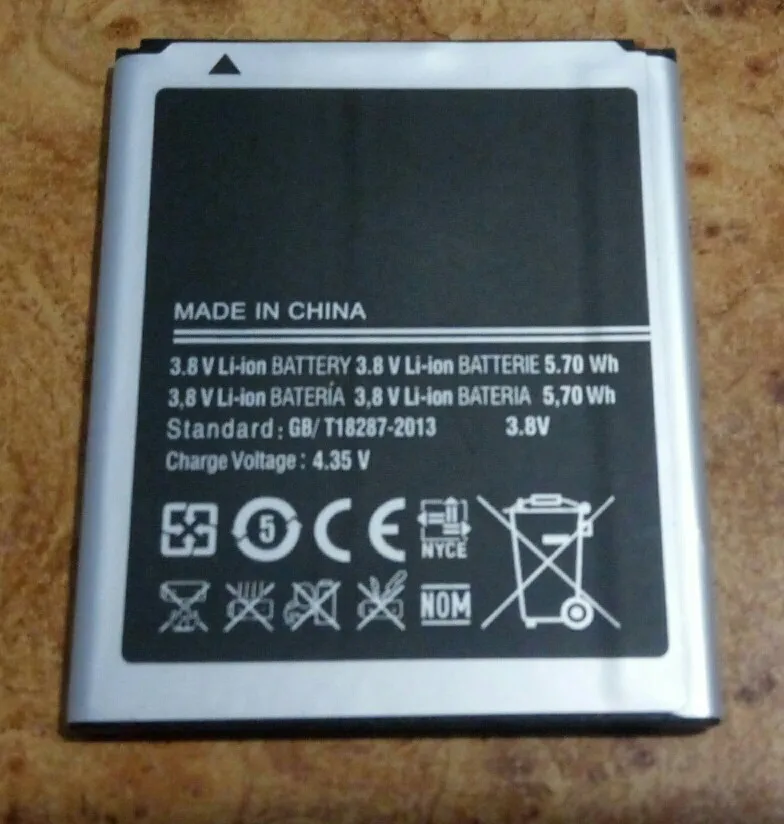 MADE IN CHINA
3.8 V Li-ion BATTERY 3.8 V Li-ion BATTERIE 5.70 Wh
3,8 V Li-ion BATERÍA 3,8 V Li-ion BATERIA 5,70 Wh
Standard: GB/ T18287-2013 3.8V
Charge Voltage: 4.35 V
5 CE NYCE
NOM